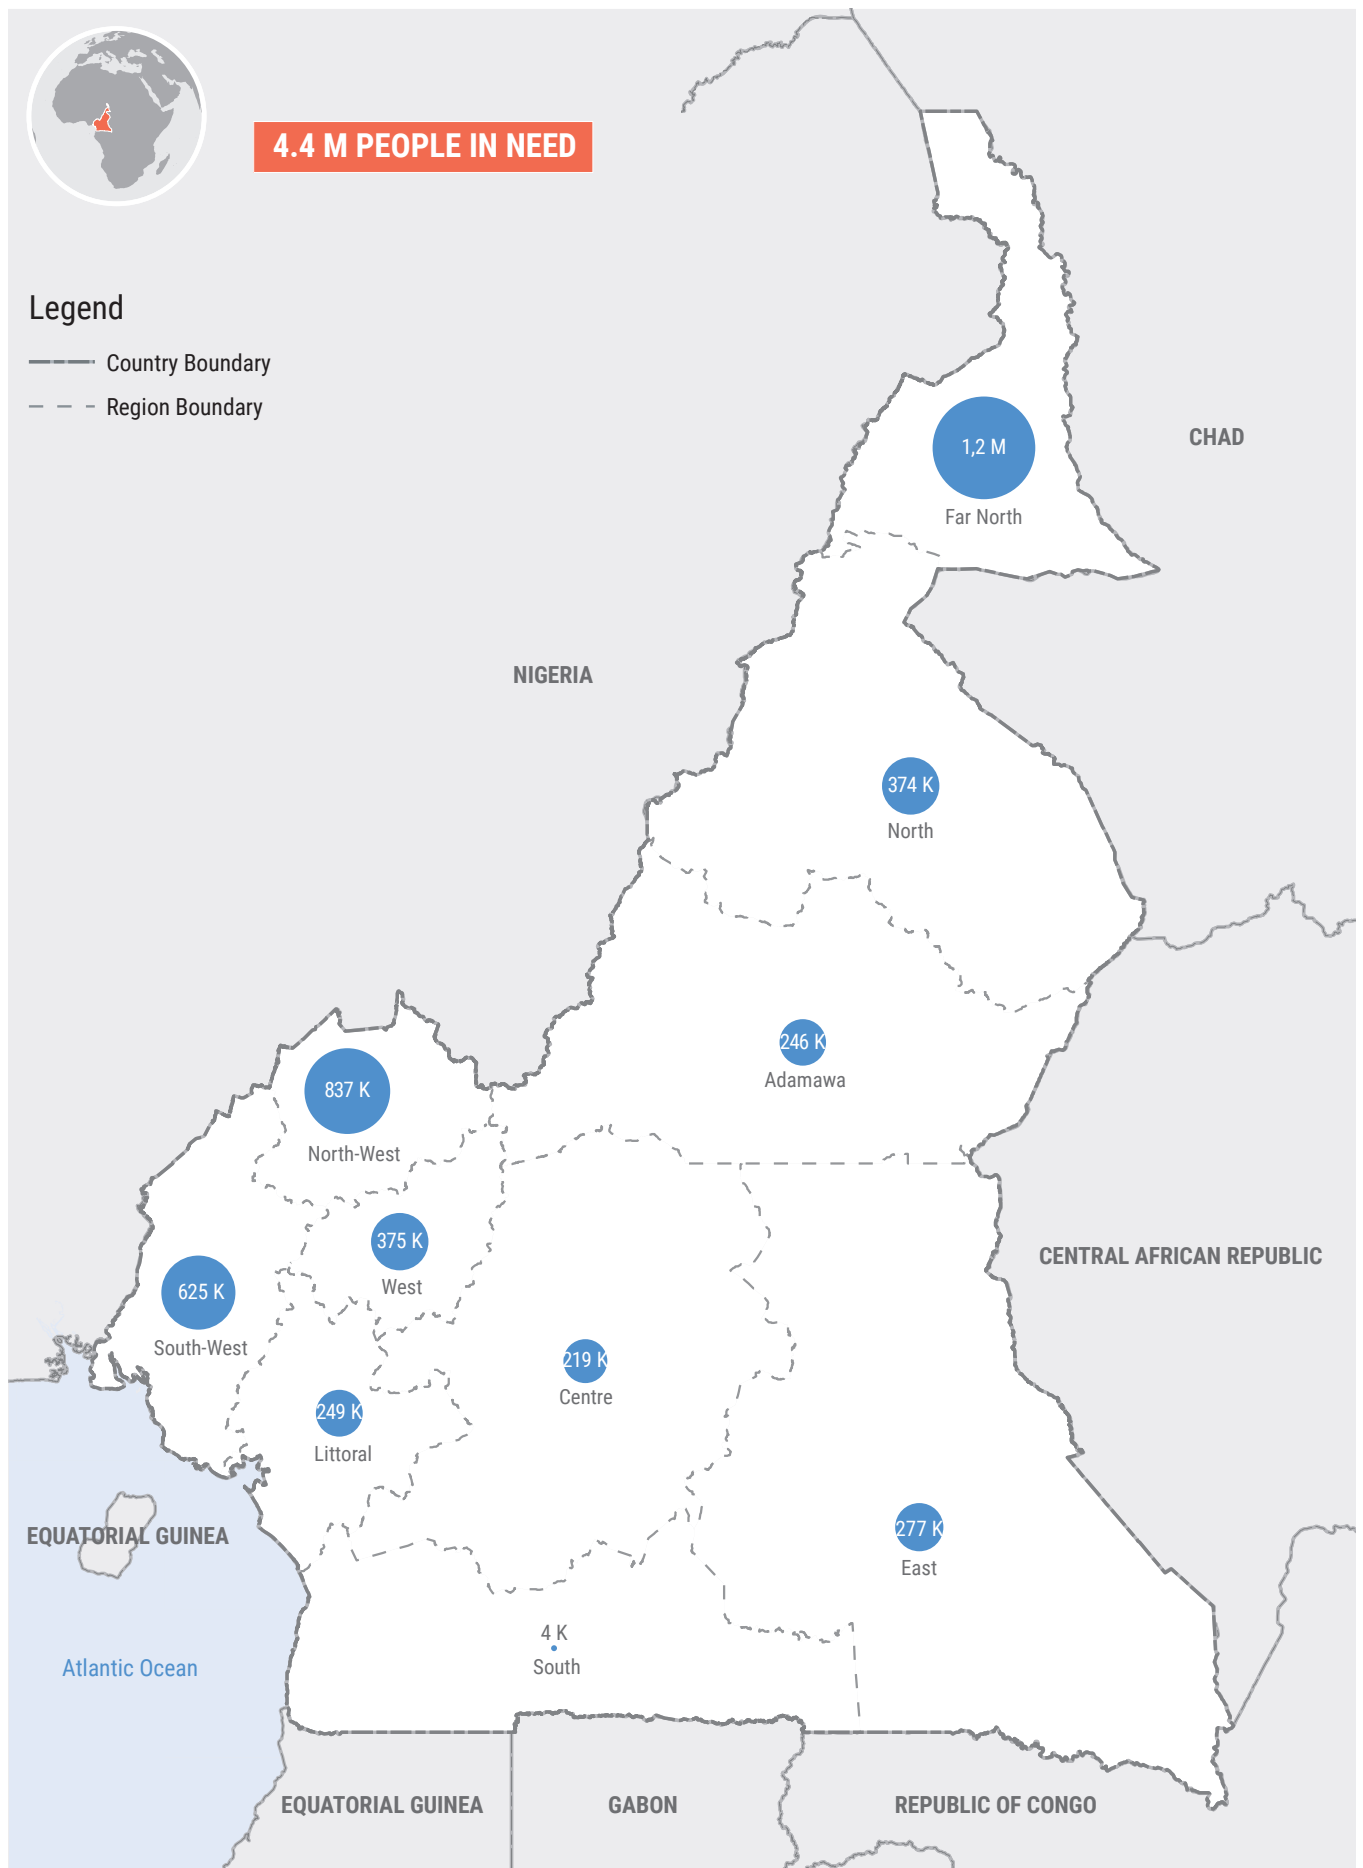 4.4 M PEOPLE IN NEED
Legend
Country Boundary
Region Boundary
CHAD
1,2 M
Far North
NIGERIA
374 K
North
246 K
Adamawa
837 K
North-West
375 K
West
CENTRAL AFRICAN REPUBLIC
625 K
South-West
219 K
Centre
249 K
Littoral
277 K
East
EQUATORIAL GUINEA
4 K
South
Atlantic Ocean
EQUATORIAL GUINEA
GABON
REPUBLIC OF CONGO